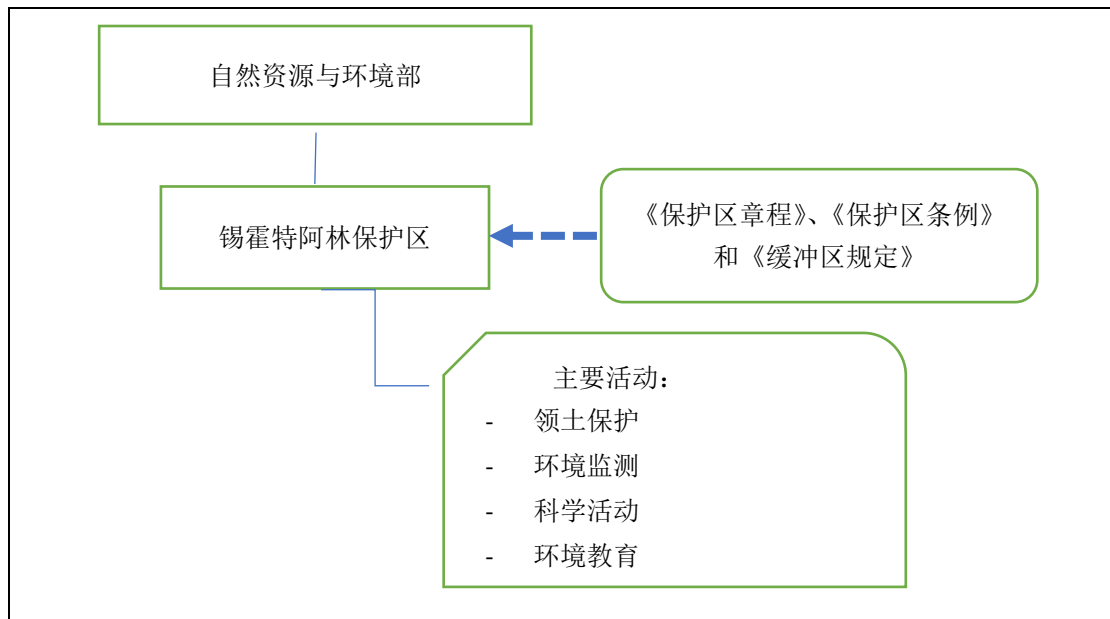 自然资源与环境部
锡霍特阿林保护区
《保护区章程》、《保护区条例》
和《缓冲区规定》
主要活动：
- 领土保护
- 环境监测
- 科学活动
- 环境教育